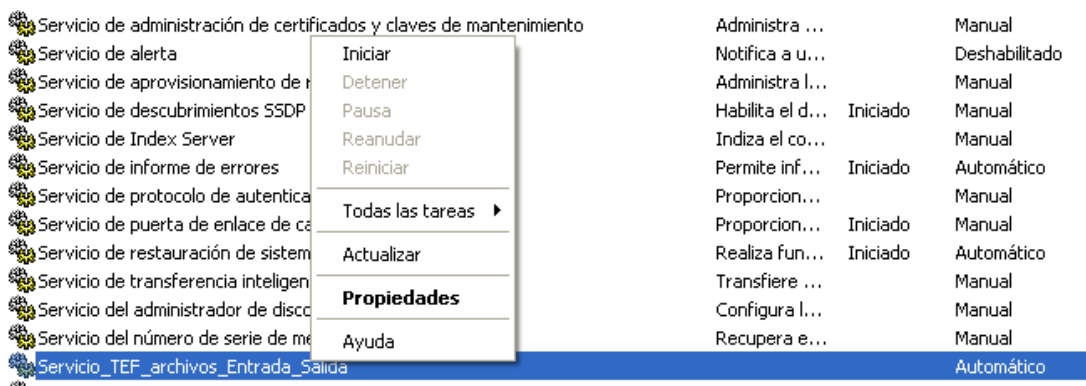 Servicio de administración de certificados y claves de mantenimiento Administra ... Manual
Servicio de alerta Notifica a u... Deshabilitado
Servicio de aprovisionamiento de Administra l... Manual
Servicio de descubrimientos SSDP Habilita el d... Iniciado Manual
Servicio de Index Server Indiza el co... Manual
Servicio de informe de errores Permite inf... Iniciado Automático
Servicio de protocolo de autentica Proporcion... Manual
Servicio de puerta de enlace de ca Proporcion... Iniciado Manual
Servicio de restauración de sistem Realiza fun... Iniciado Automático
Servicio de transferencia inteligen Transfiere ... Manual
Servicio del administrador de disco Configura l... Manual
Servicio del número de serie de me Recupera e... Manual
Servicio_TEF_archivos_Entrada_Salida Automático
Iniciar
Detener
Pausa
Reanudar
Reiniciar
Todas las tareas
Actualizar
Propiedades
Ayuda